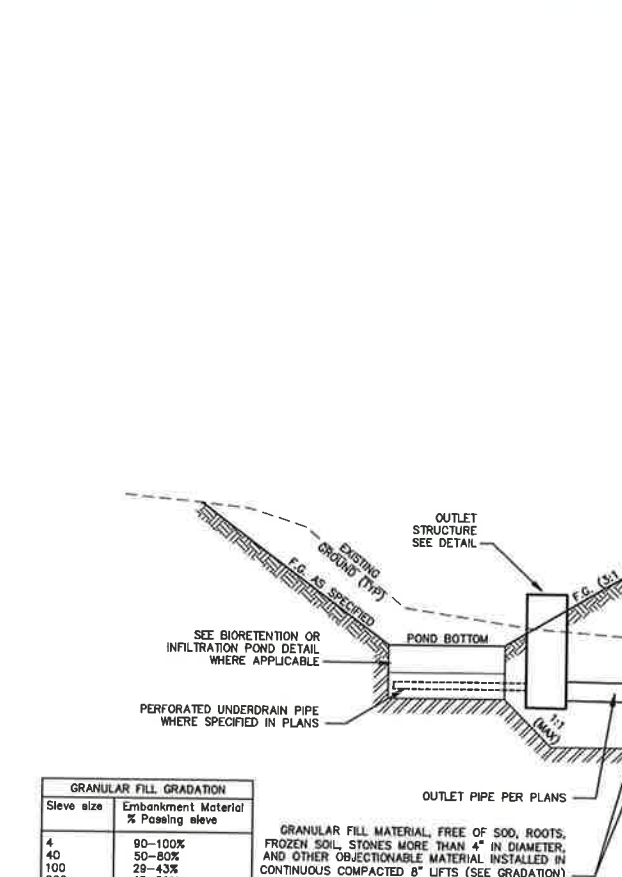 OUTLET
STRUCTURE
SEE DETAIL
EXISTING
GROUND (TYP)
F.G. AS SPECIFIED
F.G. (3:1
SEE BIORETENTION OR
INFILTRATION POND DETAIL
WHERE APPLICABLE
POND BOTTOM
PERFORATED UNDERDRAIN PIPE
WHERE SPECIFIED IN PLANS
1:1
(MAX)
OUTLET PIPE PER PLANS
GRANULAR FILL GRADATION
Sieve size Embankment Material
% Passing sieve
4 90-100%
40 50-80%
100 29-43%
GRANULAR FILL MATERIAL, FREE OF SOD, ROOTS,
FROZEN SOIL, STONES MORE THAN 4" IN DIAMETER,
AND OTHER OBJECTIONABLE MATERIAL INSTALLED IN
CONTINUOUS COMPACTED 8" LIFTS (SEE GRADATION)